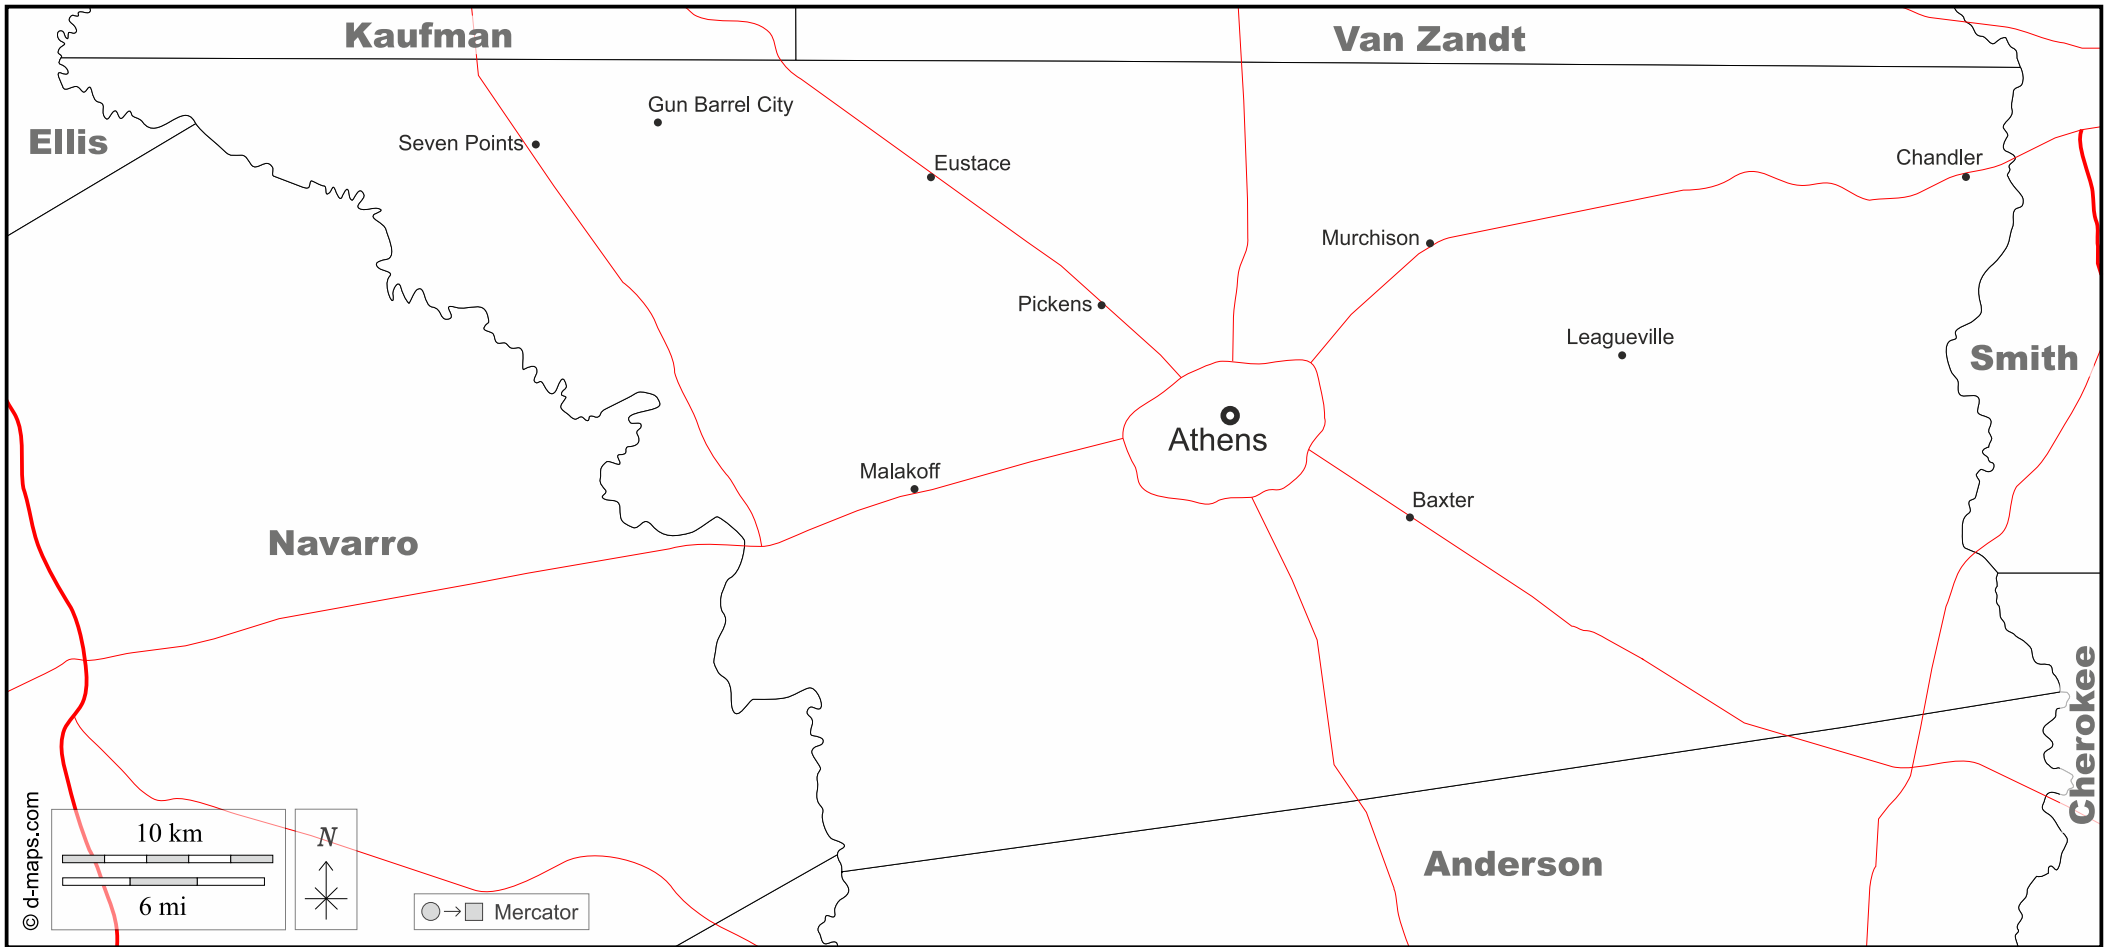 Kaufman
Van Zandt
Gun Barrel City
Ellis
Seven Points
Eustace
Chandler
Murchison
Pickens
Leagueville
Smith
Athens
Malakoff
Baxter
Navarro
Cherokee
Anderson
© d-maps.com
10 km
6 mi
N
Mercator